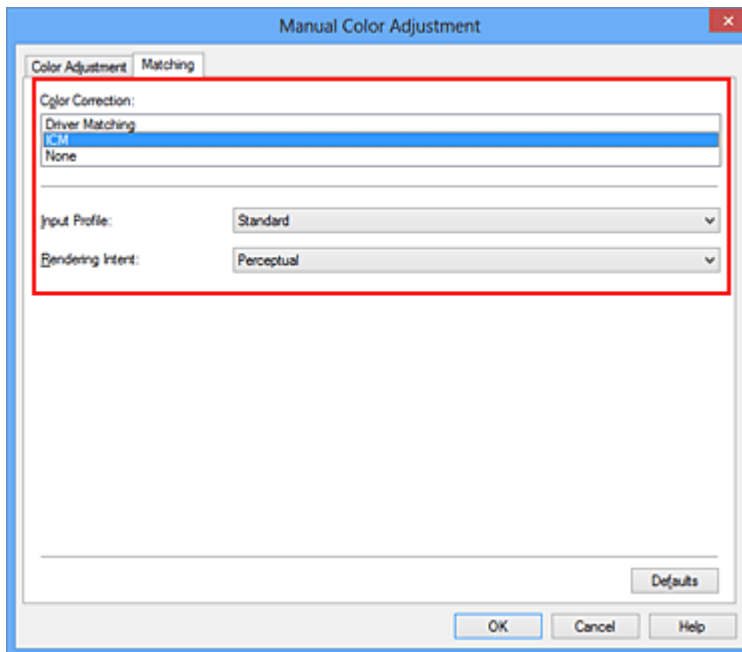 Manual Color Adjustment
Color Adjustment Matching
Color Correction:
Driver Matching
ICM
None
Input Profile: Standard
Rendering Intent: Perceptual
Defaults
OK Cancel Help